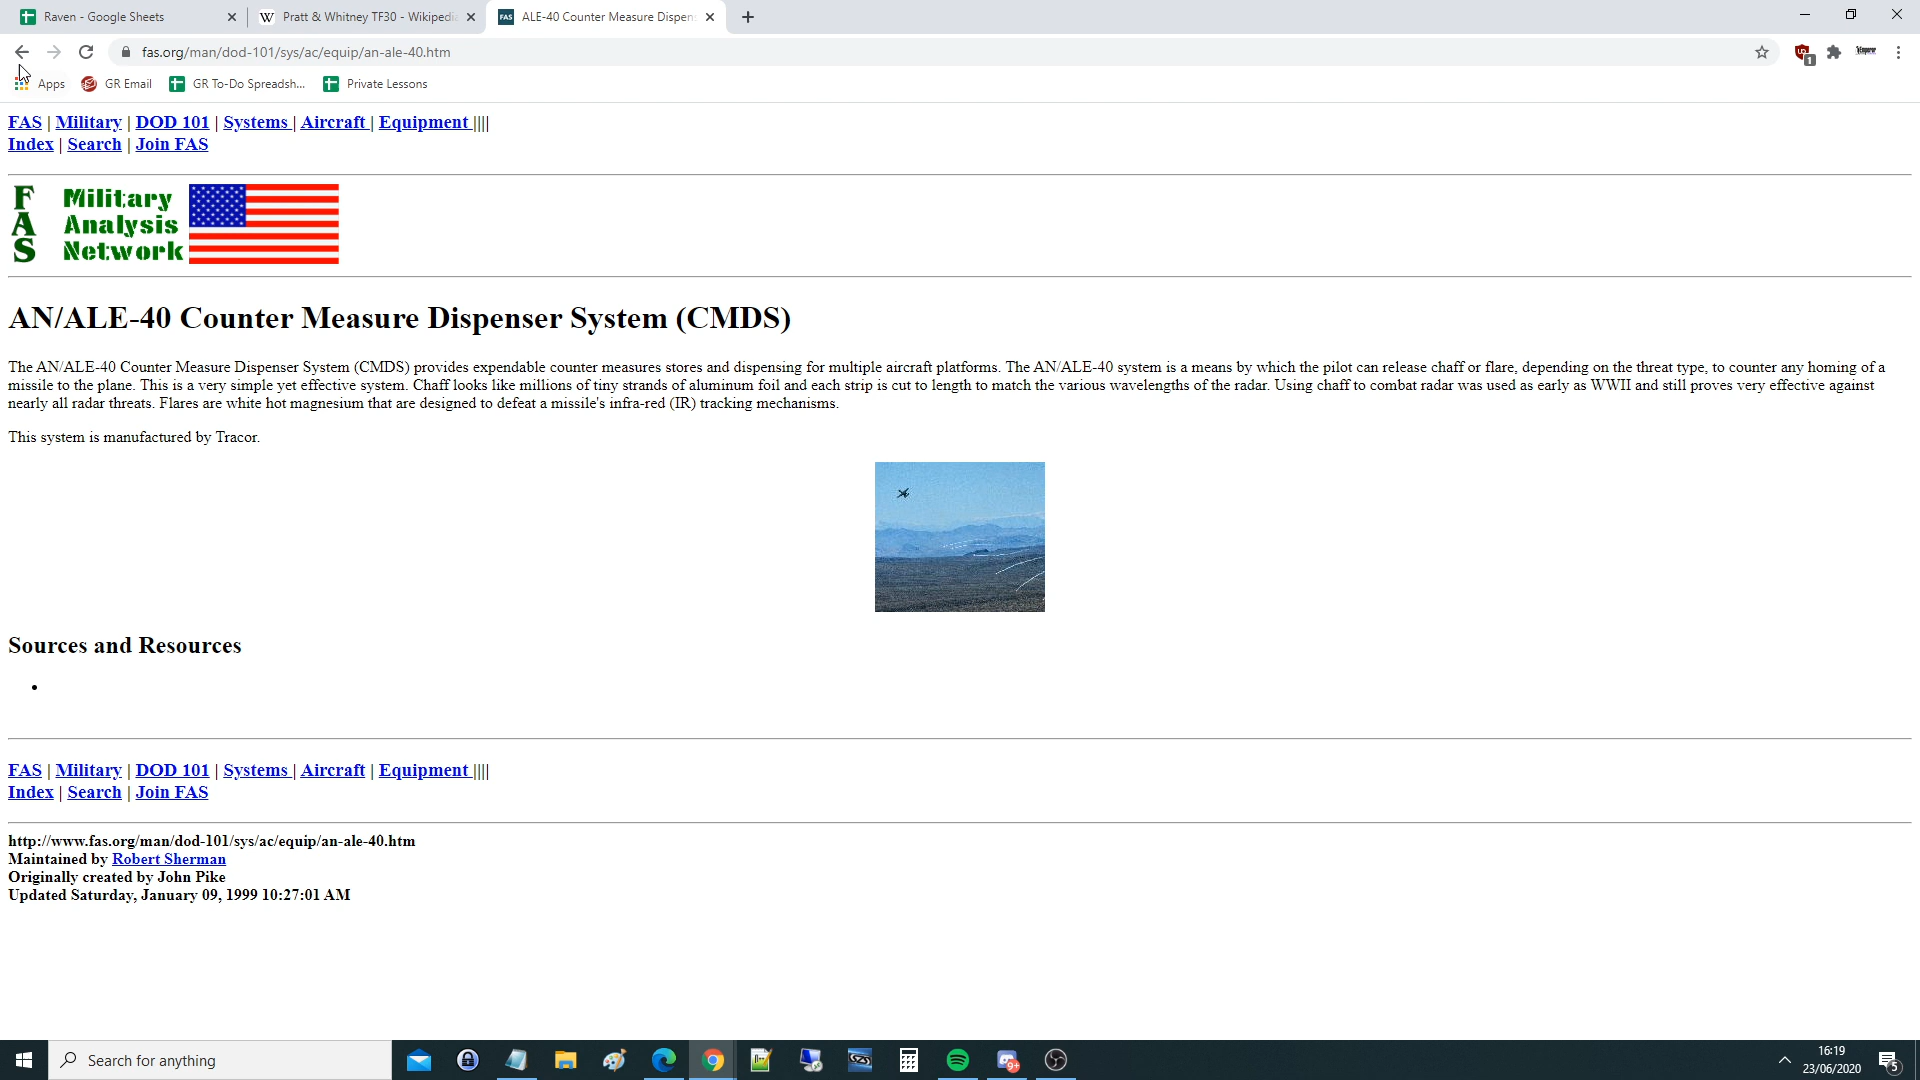 Raven - Google Sheets
Pratt & Whitney TF30 - Wikipedia
ALE-40 Counter Measure Dispen
fas.org/man/dod-101/sys/ac/equip/an-ale-40.htm
1
Apps
GR Email
GR To-Do Spreadsh...
Private Lessons
FAS | Military | DOD 101 | Systems | Aircraft | Equipment ||||
Index | Search | Join FAS
FAS
Military
Analysis
Network
AN/ALE-40 Counter Measure Dispenser System (CMDS)
The AN/ALE-40 Counter Measure Dispenser System (CMDS) provides expendable counter measures stores and dispensing for multiple aircraft platforms. The AN/ALE-40 system is a means by which the pilot can release chaff or flare, depending on the threat type, to counter any homing of a
missile to the plane. This is a very simple yet effective system. Chaff looks like millions of tiny strands of aluminum foil and each strip is cut to length to match the various wavelengths of the radar. Using chaff to combat radar was used as early as WWII and still proves very effective against
nearly all radar threats. Flares are white hot magnesium that are designed to defeat a missile's infra-red (IR) tracking mechanisms.
This system is manufactured by Tracor.
Sources and Resources
FAS | Military | DOD 101 | Systems | Aircraft | Equipment ||||
Index | Search | Join FAS
http://www.fas.org/man/dod-101/sys/ac/equip/an-ale-40.htm
Maintained by Robert Sherman
Originally created by John Pike
Updated Saturday, January 09, 1999 10:27:01 AM
Search for anything
9+
16:19
23/06/2020
5